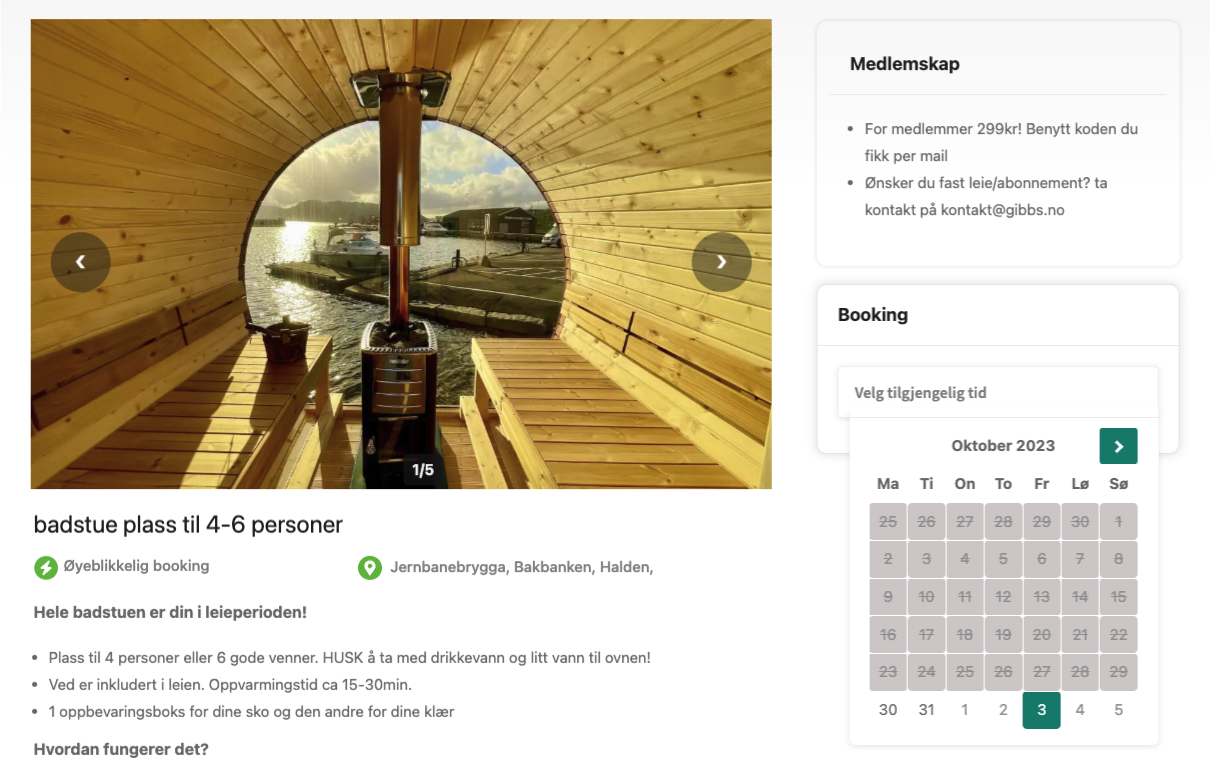 1/5
badstue plass til 4-6 personer
Øyeblikkelig booking
Jernbanebrygga, Bakbanken, Halden,
Hele badstuen er din i leieperioden!
• Plass til 4 personer eller 6 gode venner. HUSK å ta med drikkevann og litt vann til ovnen!
• Ved er inkludert i leien. Oppvarmingstid ca 15-30min.
• 1 oppbevaringsboks for dine sko og den andre for dine klær
Hvordan fungerer det?
Medlemskap
• For medlemmer 299kr! Benytt koden du
fikk per mail
• Ønsker du fast leie/abonnement? ta
kontakt på kontakt@gibbs.no
Booking
Velg tilgjengelig tid
Oktober 2023
Ma Ti On To Fr Lø Sø
25 26 27 28 29 30 1
2 3 4 5 6 7 8
9 10 11 12 13 14 15
16 17 18 19 20 21 22
23 24 25 26 27 28 29
30 31 1 2 3 4 5